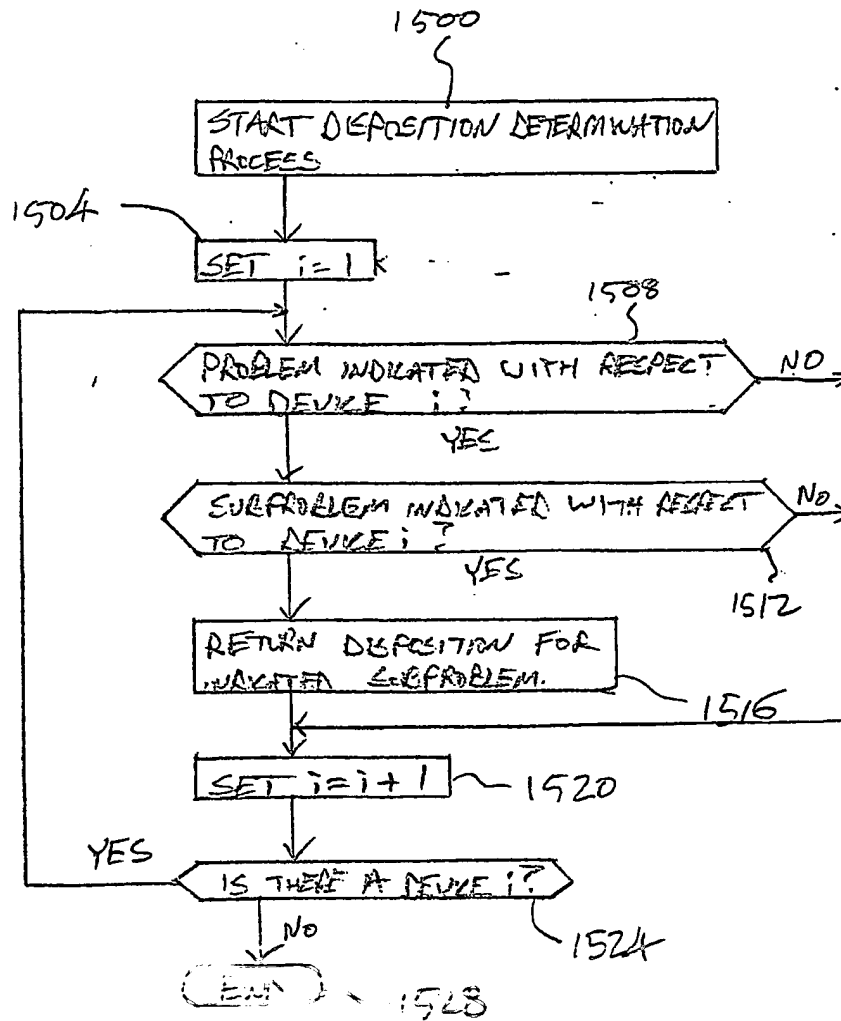 1500
START DISPOSITION DETERMINATION
PROCESS
1504
SET i = 1
1508
PROBLEM INDICATED WITH RESPECT
TO DEVICE i?
NO
YES
SUBPROBLEM INDICATED WITH RESPECT
TO DEVICE i?
NO
YES
1512
RETURN DISPOSITION FOR
INDICATED SUBPROBLEM.
1516
SET i = i + 1
1520
YES
IS THERE A DEVICE i?
NO
1524
END
1528